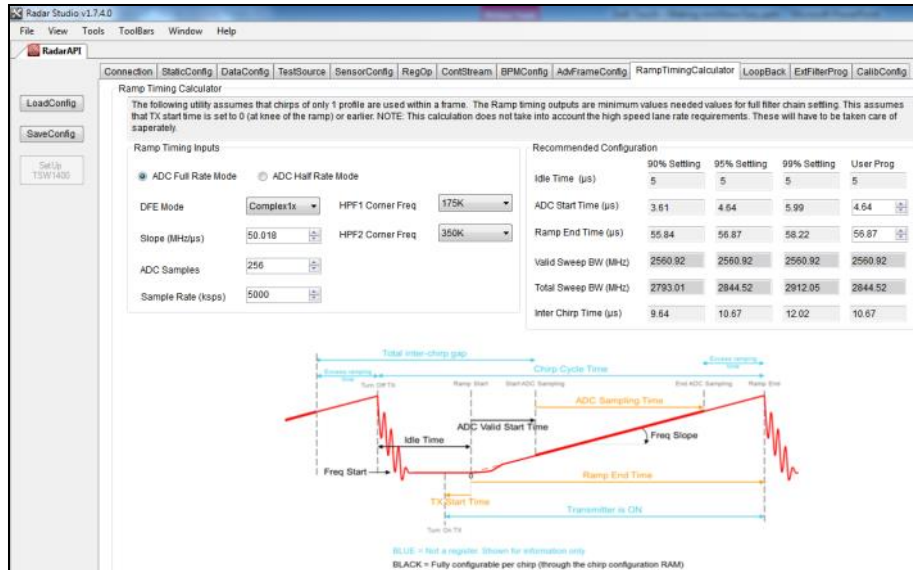 Radar Studio v1.7.4.0
File View Tools ToolBars Window Help
RadarAPI
Connection StaticConfig DataConfig TestSource SensorConfig RegOp ContStream BPMConfig AdvFrameConfig RampTimingCalculator LoopBack ExtFilterProg CalibConfig
LoadConfig
SaveConfig
SetUp
TSW1400
Ramp Timing Calculator
The following utility assumes that chirps of only 1 profile are used within a frame. The Ramp timing outputs are minimum values needed values for full filter chain settling. This assumes
that TX start time is set to 0 (at knee of the ramp) or earlier. NOTE: This calculation does not take into account the high speed lane rate requirements. These will have to be taken care of
saperately.
Ramp Timing Inputs
ADC Full Rate Mode ADC Half Rate Mode
DFE Mode Complex1x HPF1 Corner Freq 175K
Slope (MHz/µs) 50.018 HPF2 Corner Freq 350K
ADC Samples 256
Sample Rate (ksps) 5000
Recommended Configuration
90% Settling 95% Settling 99% Settling User Prog
Idle Time (µs) 5 5 5 5
ADC Start Time (µs) 3.61 4.64 5.99 4.64
Ramp End Time (µs) 55.84 56.87 58.22 56.87
Valid Sweep BW (MHz) 2560.92 2560.92 2560.92 2560.92
Total Sweep BW (MHz) 2793.01 2844.52 2912.05 2844.52
Inter Chirp Time (µs) 9.64 10.67 12.02 10.67
Total inter-chirp gap
Excess ramping
time
Chirp Cycle Time
Excess ramping
time
Turn Off TX Ramp Start Start ADC Sampling End ADC Sampling Ramp End
ADC Sampling Time
ADC Valid Start Time
Idle Time
Freq Slope
Freq Start
0
Ramp End Time
TX Start Time
Transmitter is ON
Turn On TX
BLUE = Not a register. Shown for information only
BLACK = Fully configurable per chirp (through the chirp configuration RAM)